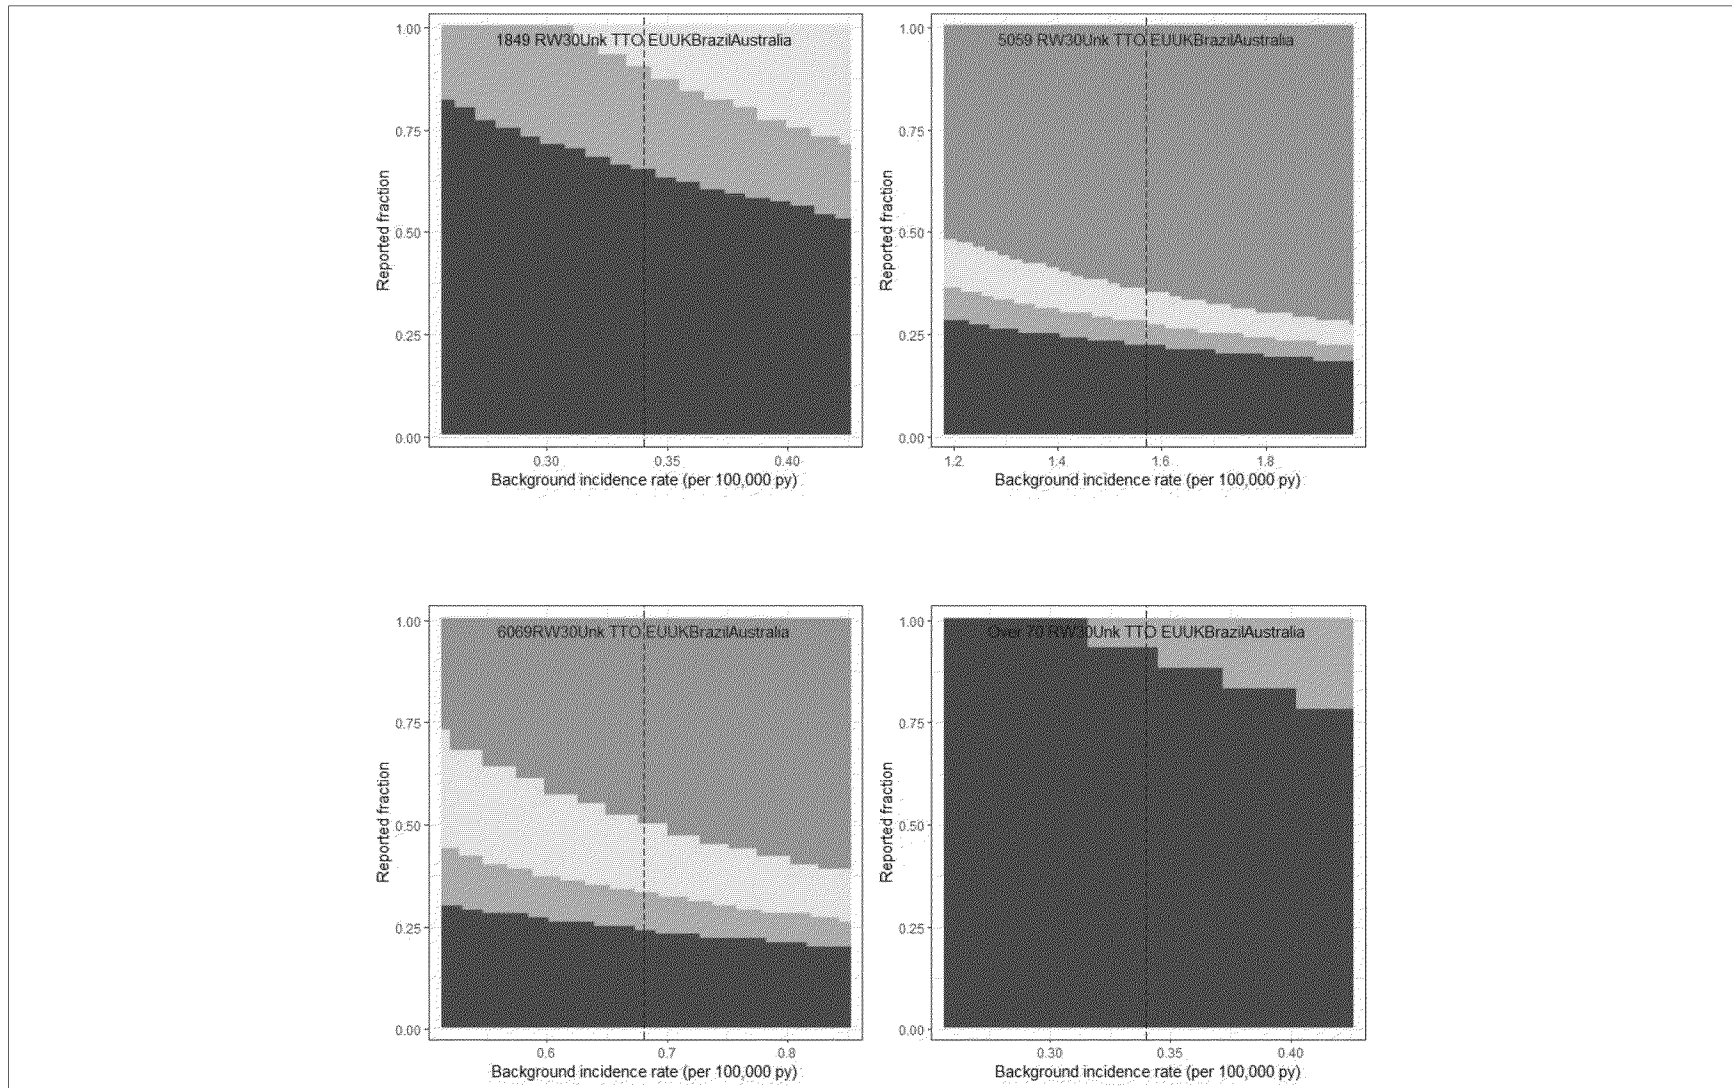 1849 RW30Unk TTO EUUKBrazilAustralia
1.00
0.75
0.50
0.25
0.00
Reported fraction
0.30 0.35 0.40
Background incidence rate (per 100,000 py)
5059 RW30Unk TTO EUUKBrazilAustralia
1.00
0.75
0.50
0.25
0.00
Reported fraction
1.2 1.4 1.6 1.8
Background incidence rate (per 100,000 py)
6069RW30Unk TTO EUUKBrazilAustralia
1.00
0.75
0.50
0.25
0.00
Reported fraction
0.6 0.7 0.8
Background incidence rate (per 100,000 py)
Over 70 RW30Unk TTO EUUKBrazilAustralia
1.00
0.75
0.50
0.25
0.00
Reported fraction
0.30 0.35 0.40
Background incidence rate (per 100,000 py)